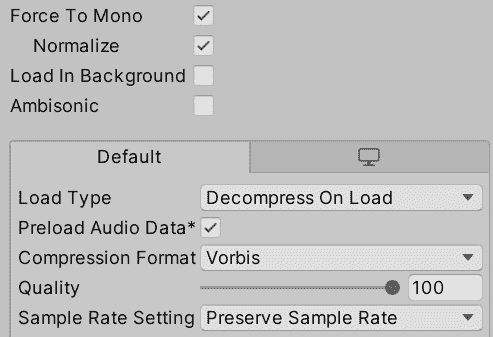 Force To Mono
Normalize
Load In Background
Ambisonic
Default
Load Type Decompress On Load
Preload Audio Data*
Compression Format Vorbis
Quality 100
Sample Rate Setting Preserve Sample Rate